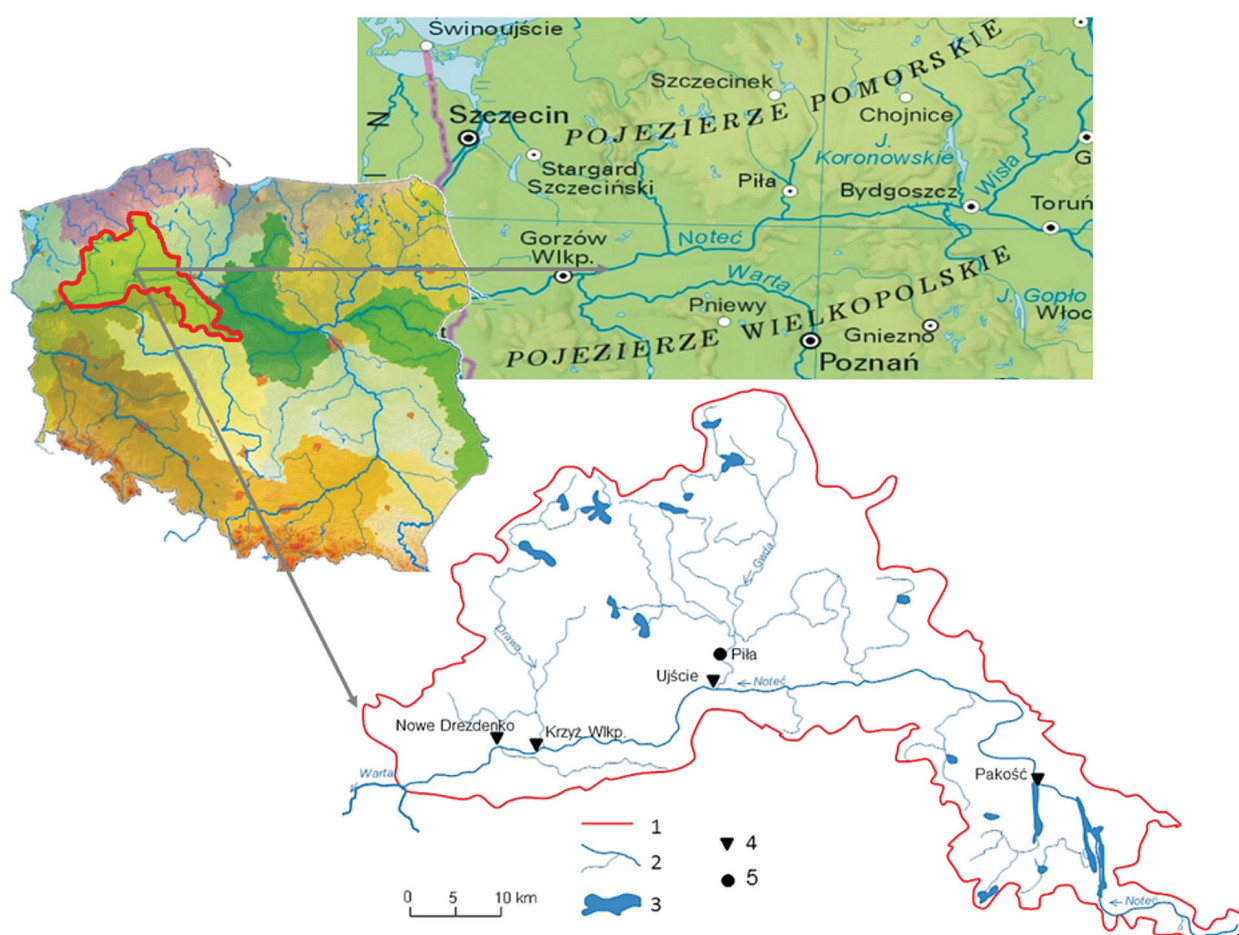 Świnoujście
Szczecinek
POJEZIERZE POMORSKIE
Chojnice
N
Szczecin
J.
Koronowskie
Wisła
G
Stargard
Szczeciński
Piła
Bydgoszcz
Toruń
Gorzów
Wlkp.
Noteć
Warta
Pniewy
POJEZIERZE WIELKOPOLSKIE
J. Gopło
Włoc
Gniezno
Poznań
t
Gwda
Drawa
Piła
Ujście
Noteć
Nowe Drezdenko
Krzyż Wlkp.
Warta
Pakość
1
2
3
4
5
0 5 10 km
Noteć